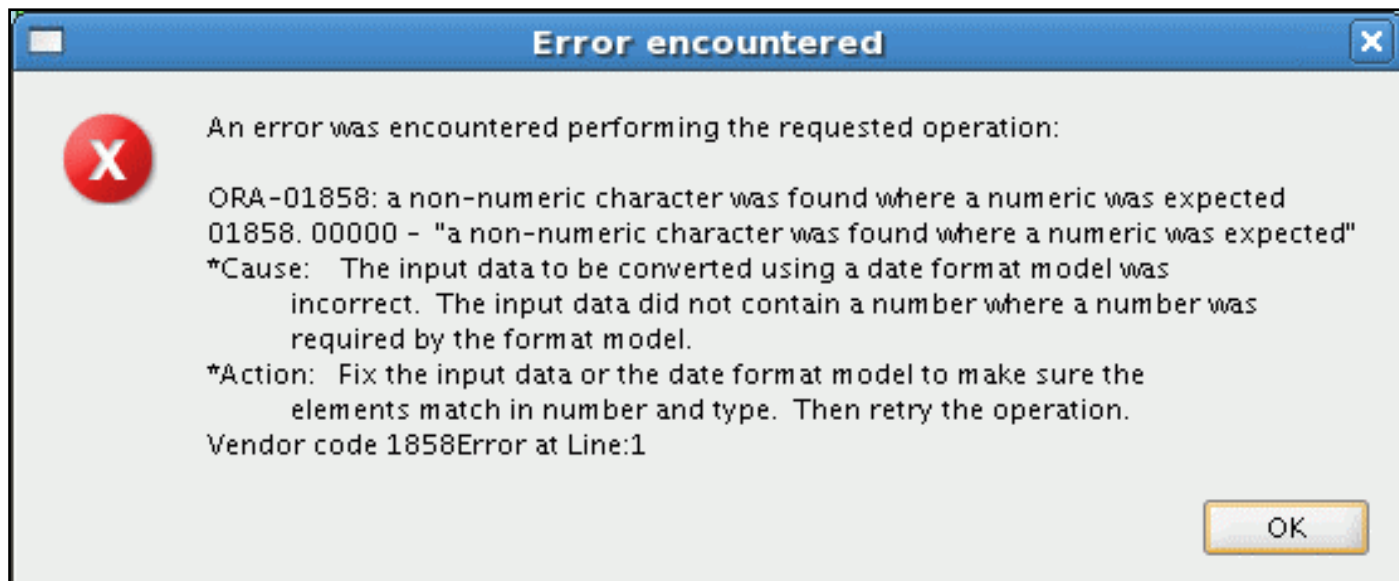 Error encountered
An error was encountered performing the requested operation:
ORA-01858: a non-numeric character was found where a numeric was expected
01858. 00000 - "a non-numeric character was found where a numeric was expected"
*Cause: The input data to be converted using a date format model was
incorrect. The input data did not contain a number where a number was
required by the format model.
*Action: Fix the input data or the date format model to make sure the
elements match in number and type. Then retry the operation.
Vendor code 1858Error at Line:1
OK